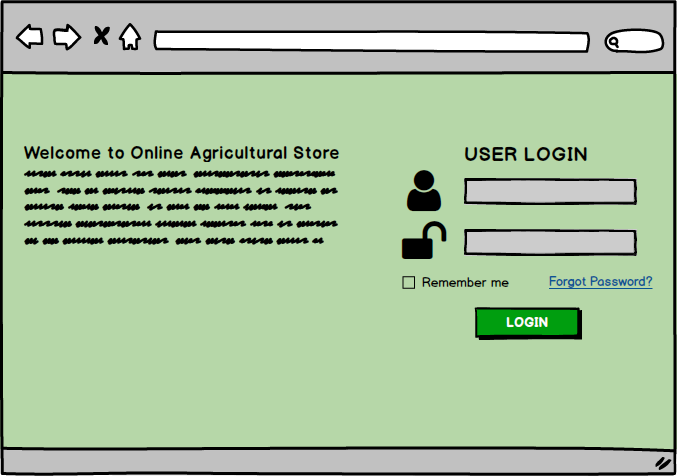 Welcome to Online Agricultural Store
USER LOGIN
Remember me
Forgot Password?
LOGIN